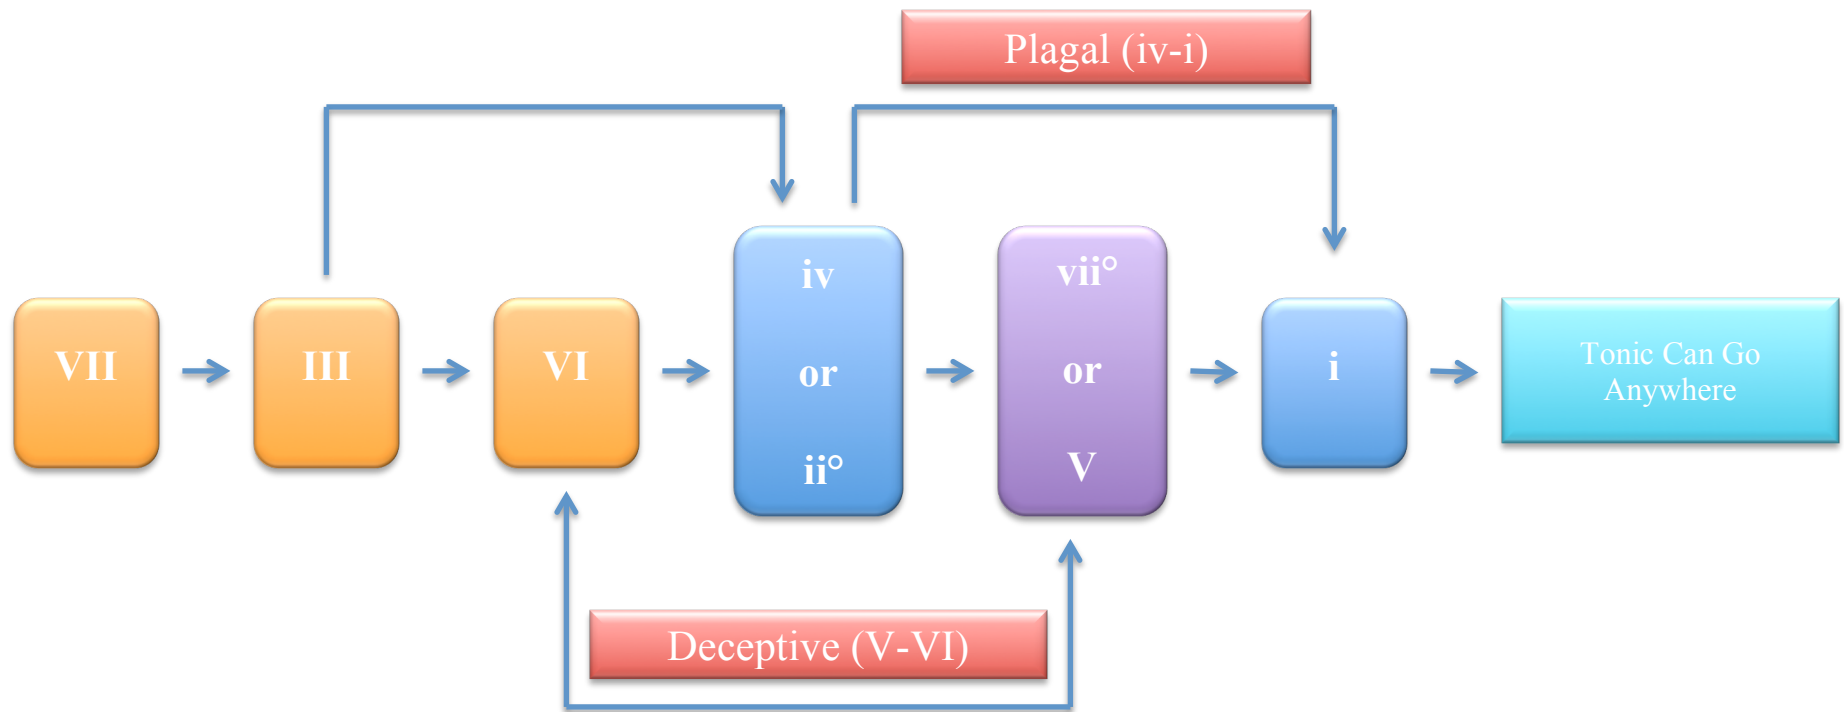 Plagal (iv-i)
VII
III
VI
iv
or
ii°
vii°
or
V
i
Tonic Can Go
Anywhere
Deceptive (V-VI)